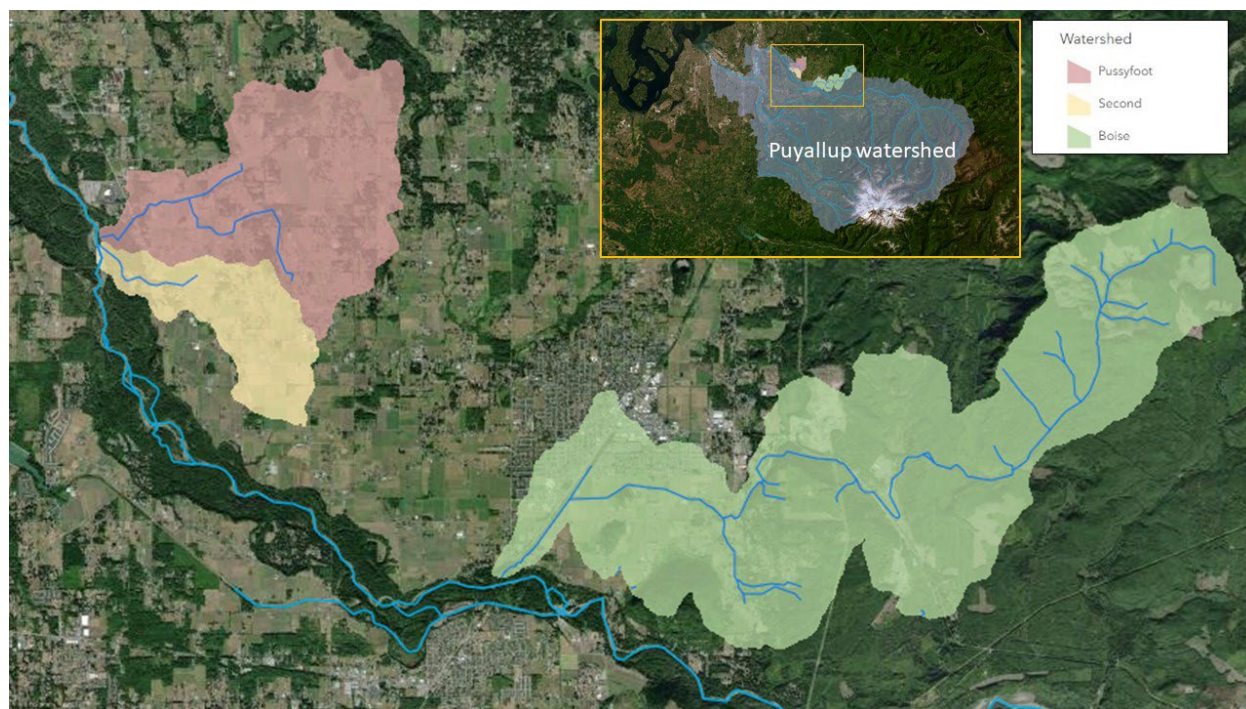 Puyallup watershed
Watershed
Pussyfoot
Second
Boise